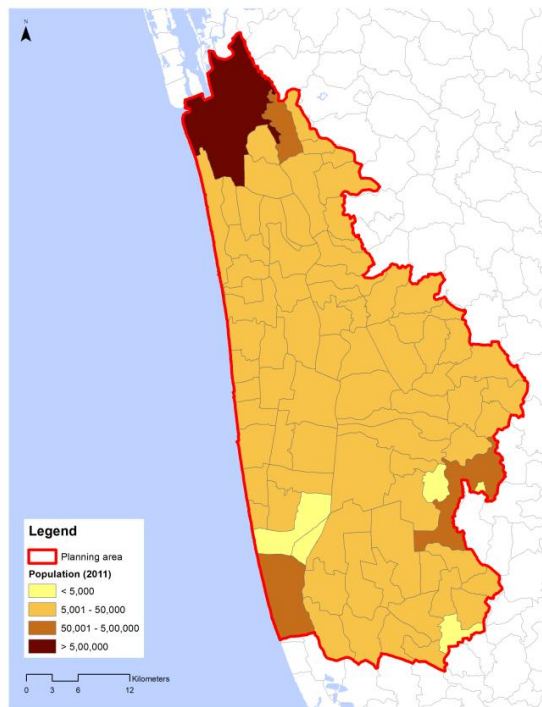 N
Legend
Planning area
Population (2011)
< 5,000
5,001 - 50,000
50,001 - 5,00,000
> 5,00,000
Kilometers
0 3 6 12